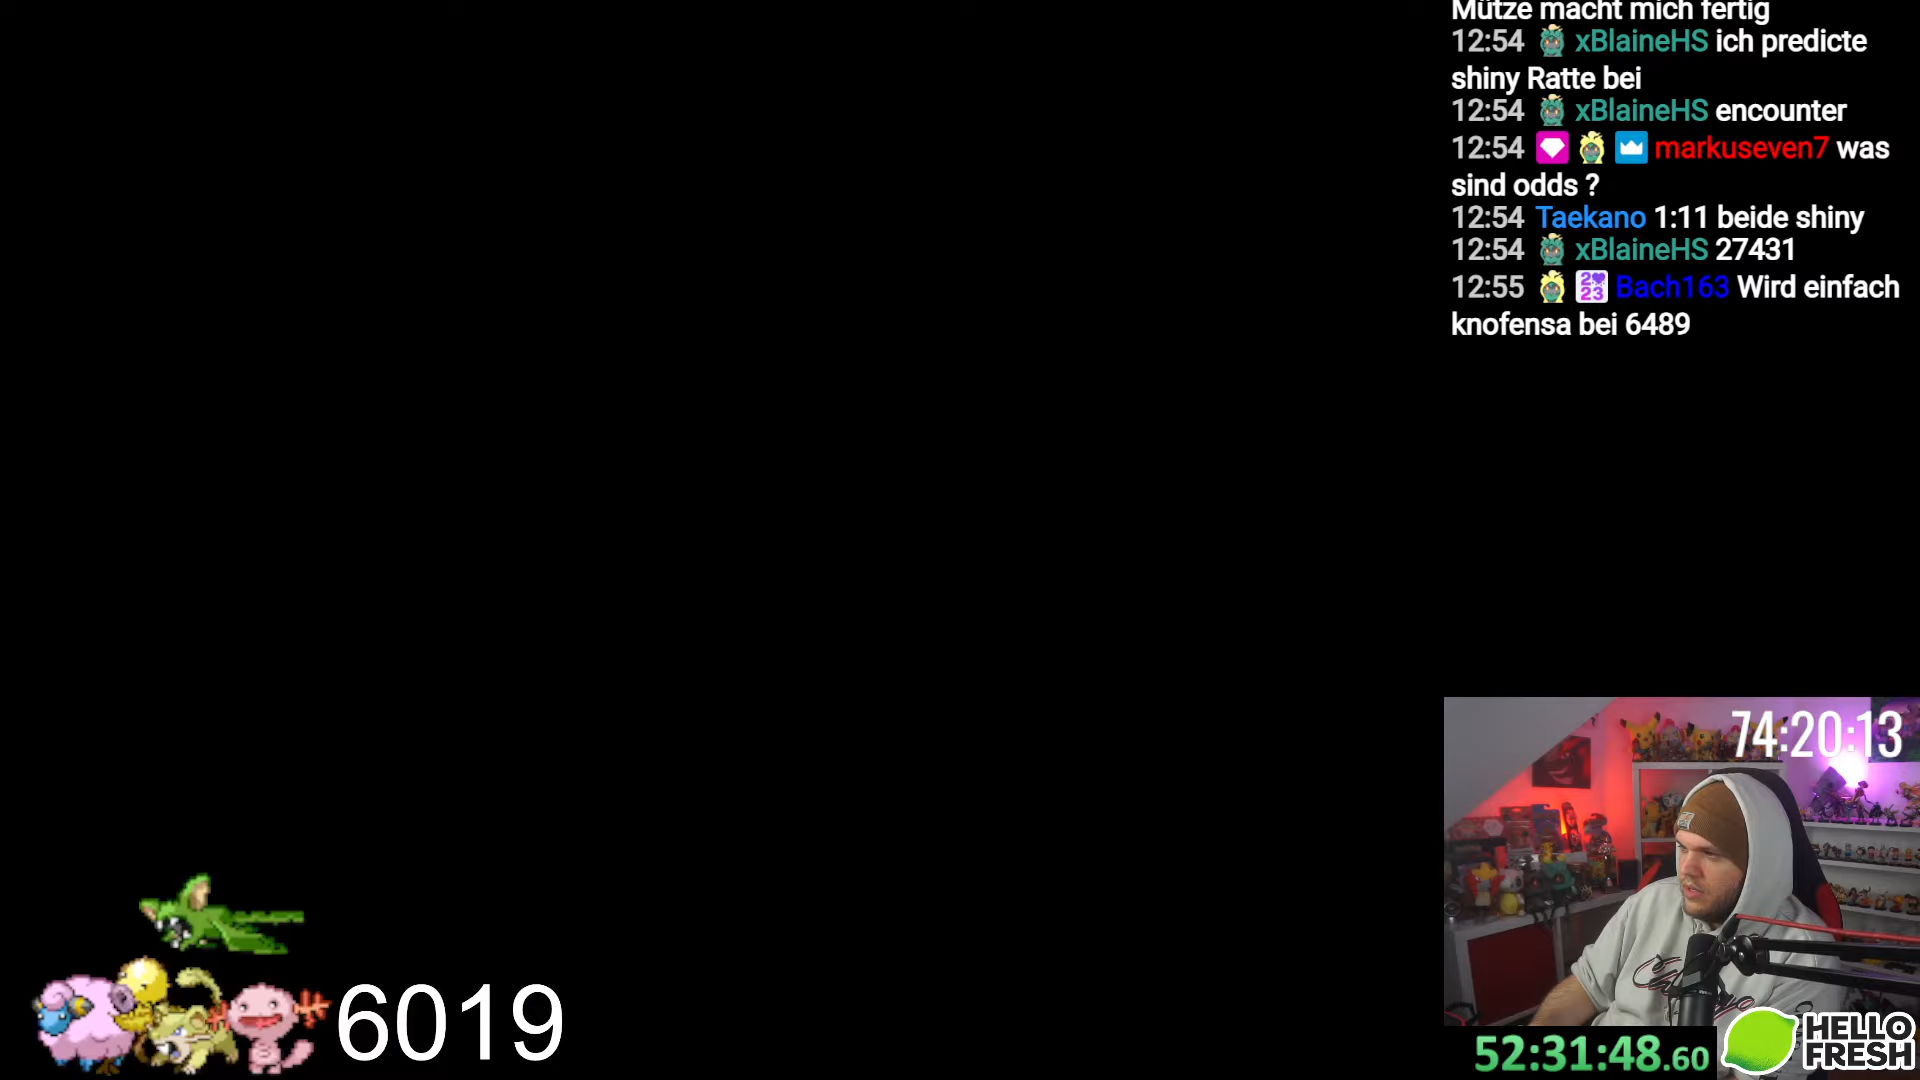 Mütze macht mich fertig
12:54 xBlaineHS ich predicte
shiny Ratte bei
12:54 xBlaineHS encounter
12:54 markuseven7 was
sind odds ?
12:54 Taekano 1:11 beide shiny
12:54 xBlaineHS 27431
12:55 2 23 Bach163 Wird einfach
knofensa bei 6489
74:20:13
6019
52:31:48.60
HELLO
FRESH